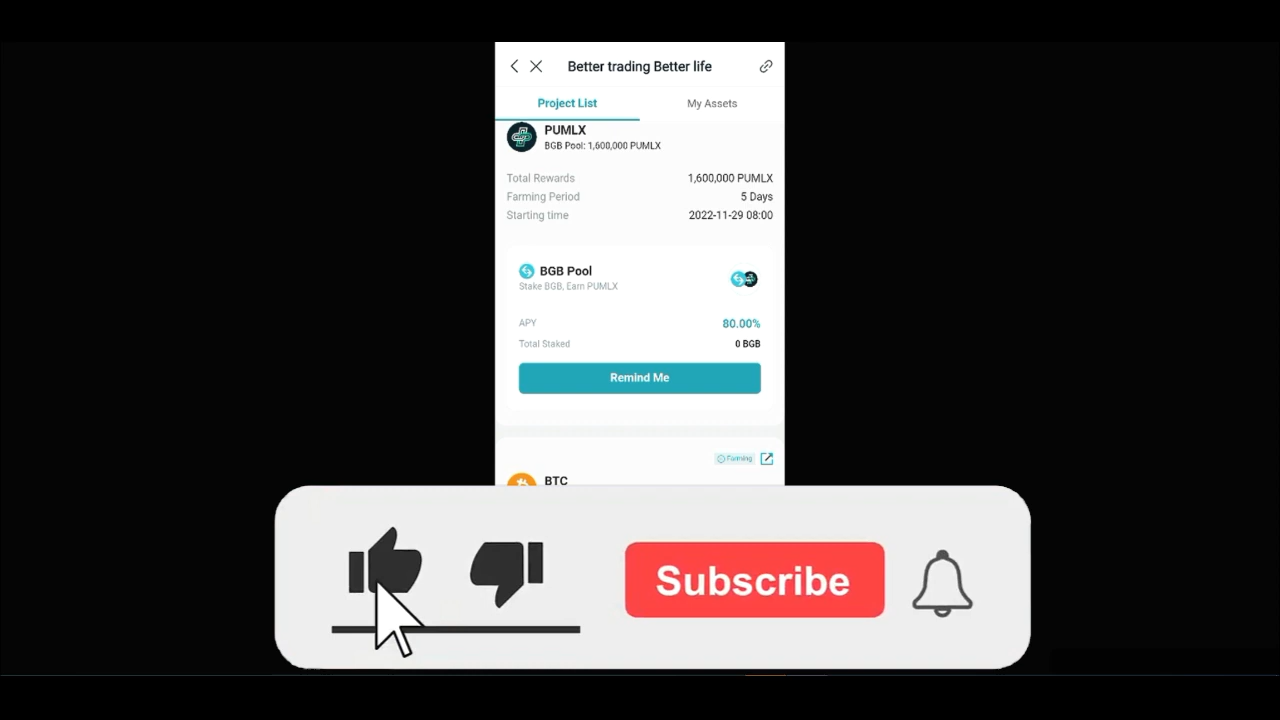 Better trading Better life
Project List
My Assets
PUMLX
BGB Pool: 1,600,000 PUMLX
Total Rewards 1,600,000 PUMLX
Farming Period 5 Days
Starting time 2022-11-29 08:00
BGB Pool
Stake BGB, Earn PUMLX
APY 80.00%
Total Staked 0 BGB
Remind Me
Farming
BTC
Subscribe